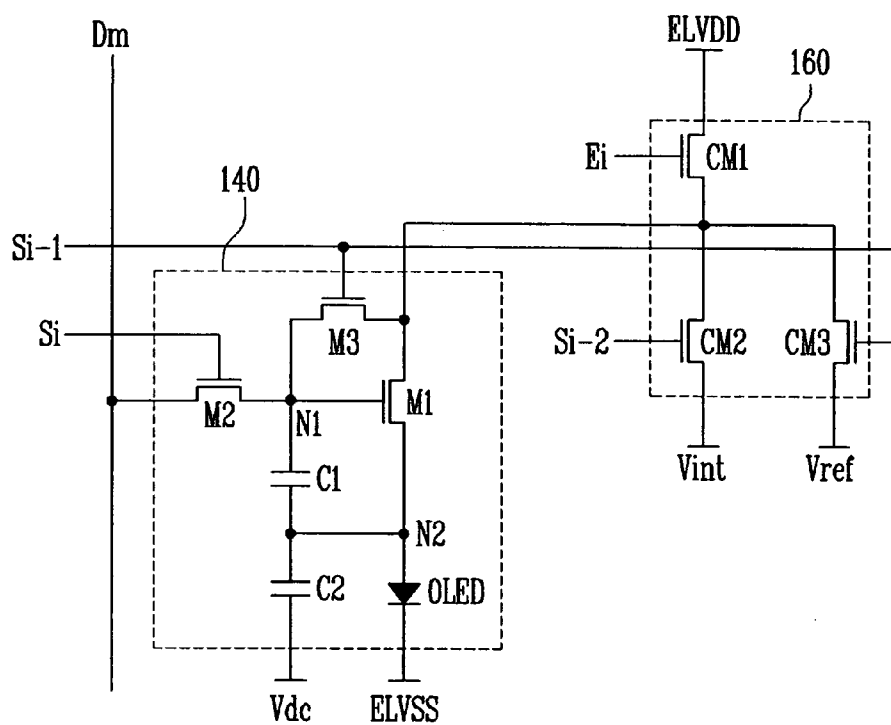 Dm
ELVDD
160
Ei
CM1
140
Si-1
Si
M3
Si-2
CM2
CM3
M2
N1
M1
C1
Vint
Vref
N2
C2
OLED
Vdc
ELVSS